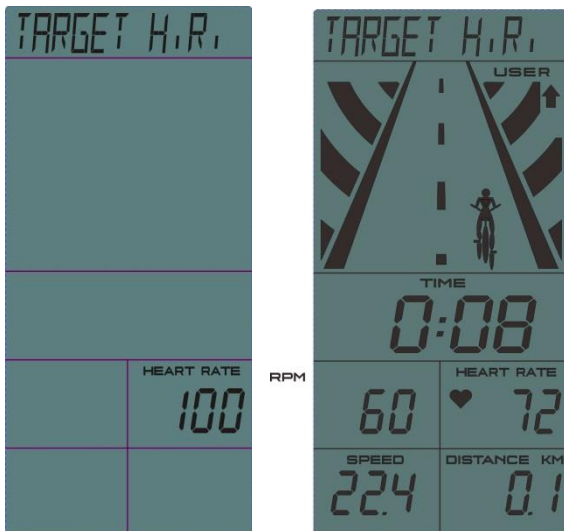 TARGET H.R.
HEART RATE
100
RPM
TARGET H.R.
USER
TIME
0:08
60
HEART RATE
72
SPEED
22.4
DISTANCE KM
0.1